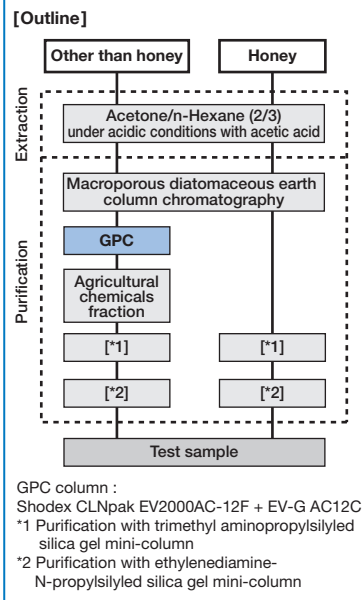 [Outline]
Other than honey
Honey
Extraction
Acetone/n-Hexane (2/3)
under acidic conditions with acetic acid
Purification
Macroporous diatomaceous earth
column chromatography
GPC
Agricultural
chemicals
fraction
[*1]
[*1]
[*2]
[*2]
Test sample
GPC column :
Shodex CLNpak EV2000AC-12F + EV-G AC12C
*1 Purification with trimethyl aminopropylsilyled
silica gel mini-column
*2 Purification with ethylenediamine-
N-propylsilyled silica gel mini-column